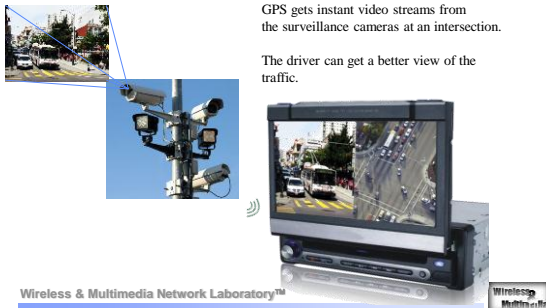 GPS gets instant video streams from
the surveillance cameras at an intersection.
The driver can get a better view of the
traffic.
Wireless & Multimedia Network Laboratory™
Wireless